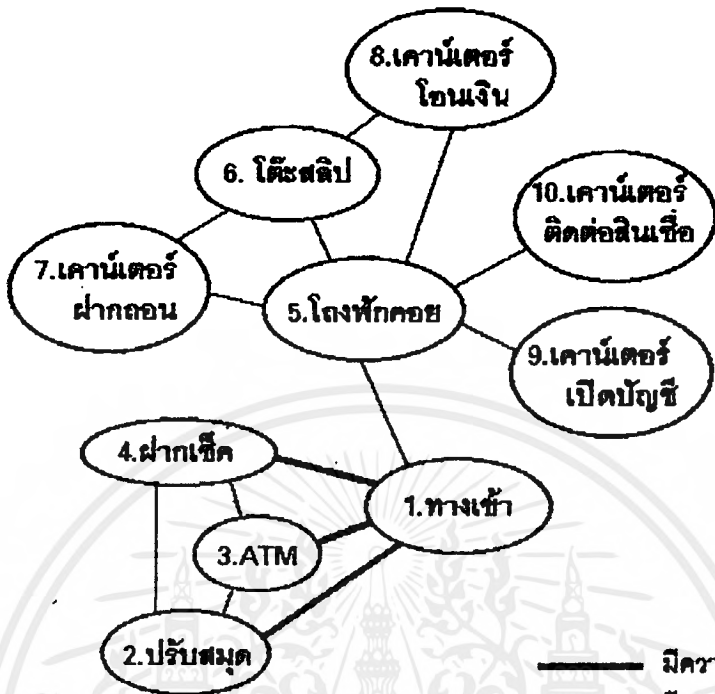 8.เคาน์เตอร์
โอนเงิน
6. โต๊ะสลิป
10.เคาน์เตอร์
ติดต่อสินเชื่อ
7.เคาน์เตอร์
ฝากถอน
5.โถงพักคอย
9.เคาน์เตอร์
เปิดบัญชี
4.ฝากเช็ค
1.ทางเข้า
3.ATM
2.ปรับสมุด
มีควา